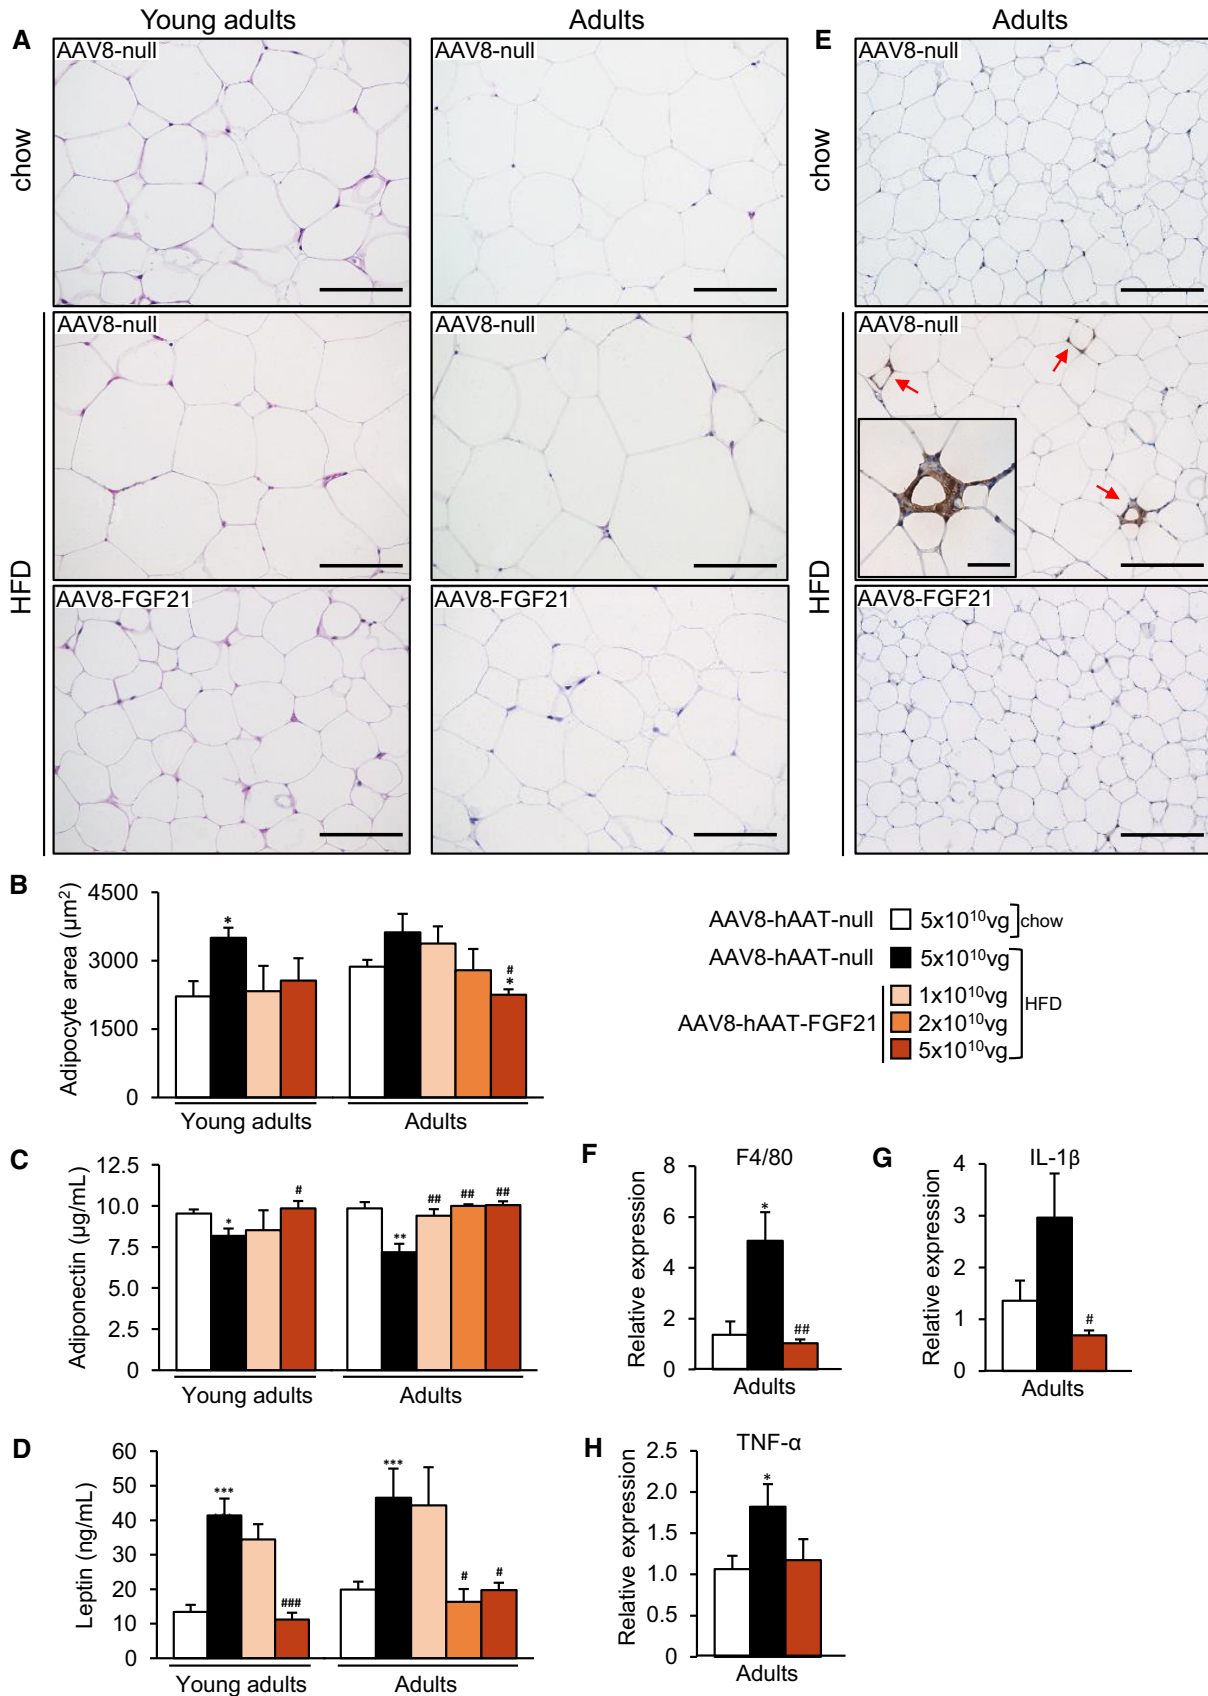 Young adults
Adults
Adults
A
E
chow
HFD
chow
HFD
AAV8-null
AAV8-null
AAV8-null
AAV8-null
AAV8-null
AAV8-FGF21
AAV8-FGF21
AAV8-FGF21
B
Adipocyte area (µm²)
4500
3000
1500
0
*
#
*
Young adults
Adults
AAV8-hAAT-null
5x10¹⁰vg
chow
AAV8-hAAT-null
5x10¹⁰vg
AAV8-hAAT-FGF21
1x10¹⁰vg
2x10¹⁰vg
5x10¹⁰vg
HFD
C
Adiponectin (µg/mL)
12.5
10.0
7.5
5.0
2.5
0
*
#
**
##
##
##
Young adults
Adults
D
Leptin (ng/mL)
60
50
40
30
20
10
0
***
###
***
#
#
Young adults
Adults
F
F4/80
Relative expression
8
6
4
2
0
*
##
Adults
G
IL-1β
Relative expression
4
3
2
1
0
#
Adults
H
TNF-α
Relative expression
2.5
2.0
1.5
1.0
0.5
0
*
Adults